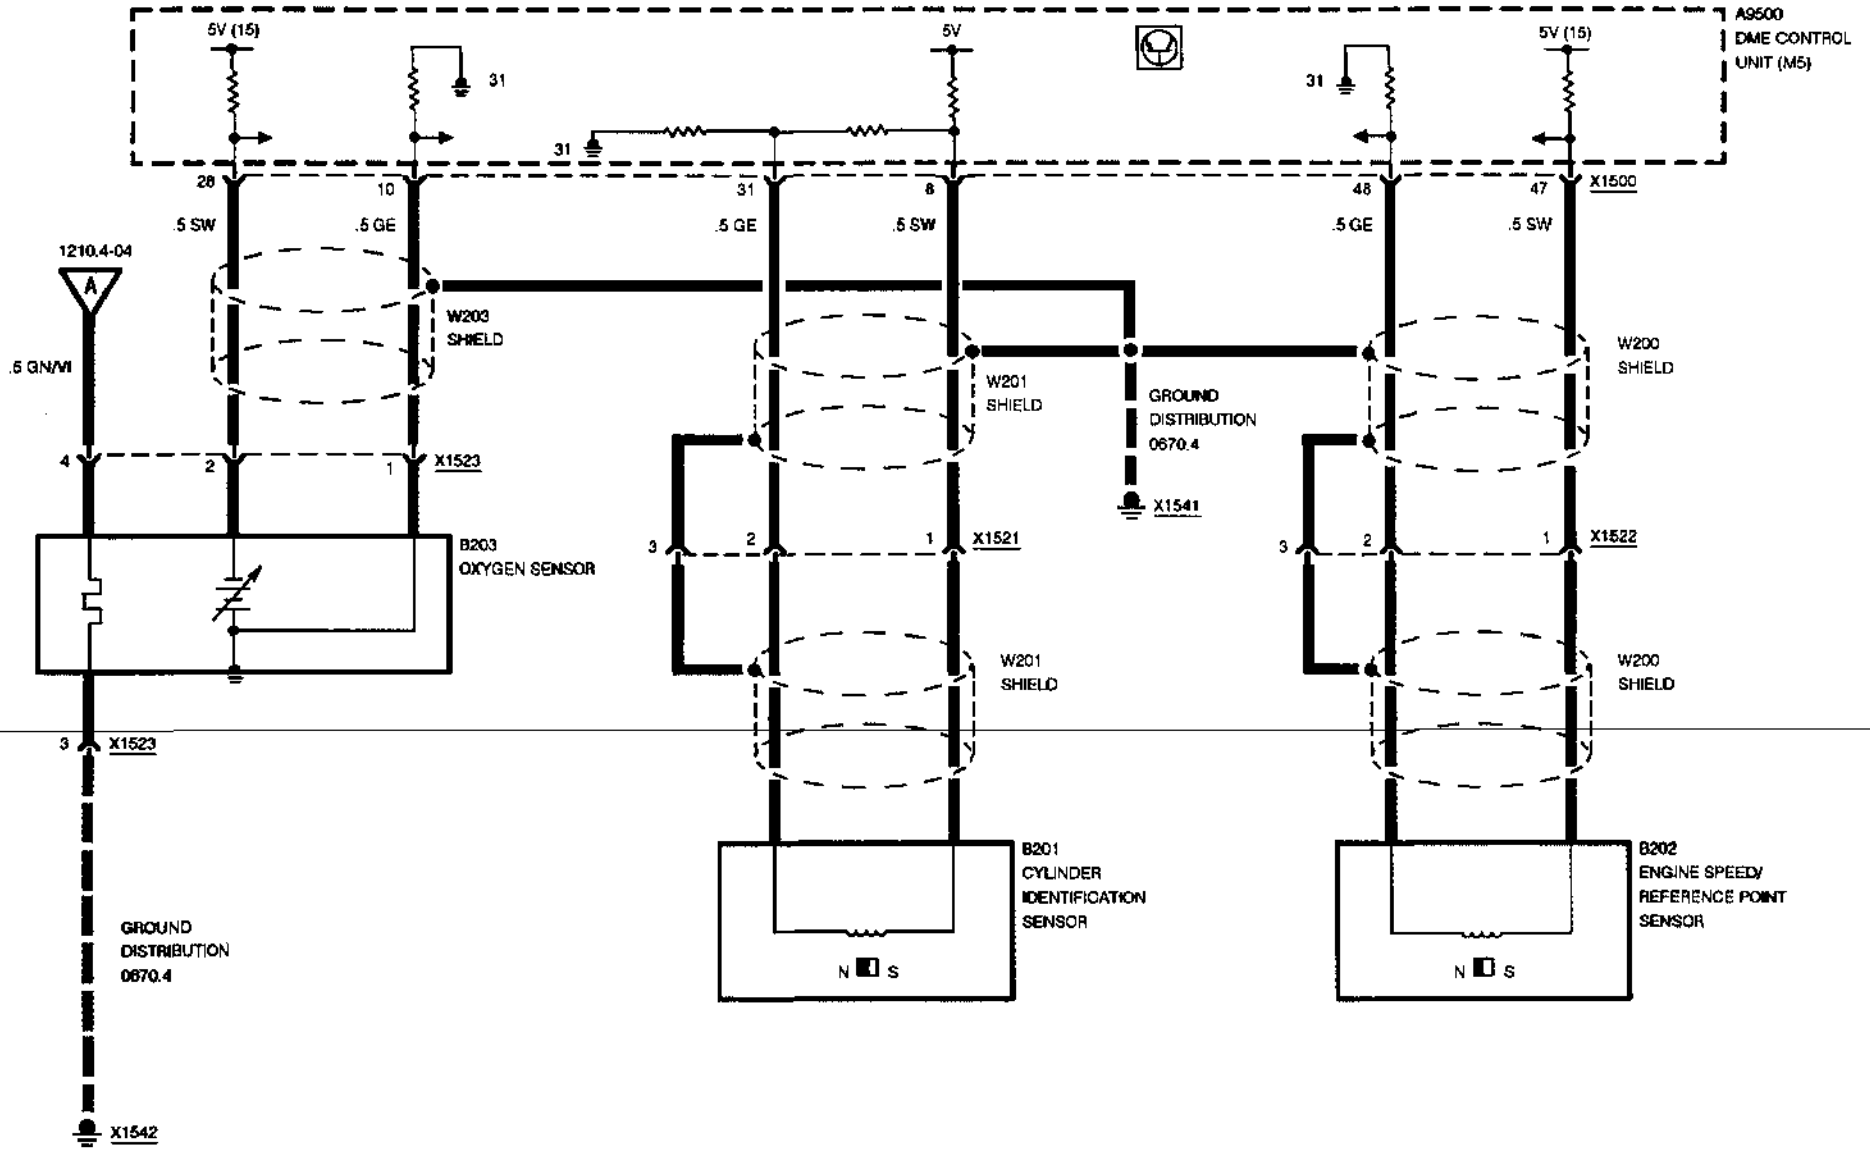 A9500
DME CONTROL
UNIT (M5)
5V (15)
5V
5V (15)
31
31
31
28
10
31
8
48
47
X1500
.5 SW
.5 GE
.5 GE
.5 SW
.5 GE
.5 SW
1210.4-04
A
.5 GN/VI
W203
SHIELD
W201
SHIELD
W200
SHIELD
GROUND
DISTRIBUTION
0670.4
X1541
4
2
1
X1523
3
2
1
X1521
3
2
1
X1522
B203
OXYGEN SENSOR
W201
SHIELD
W200
SHIELD
3
X1523
GROUND
DISTRIBUTION
0670.4
X1542
B201
CYLINDER
IDENTIFICATION
SENSOR
N
S
B202
ENGINE SPEED/
REFERENCE POINT
SENSOR
N
S